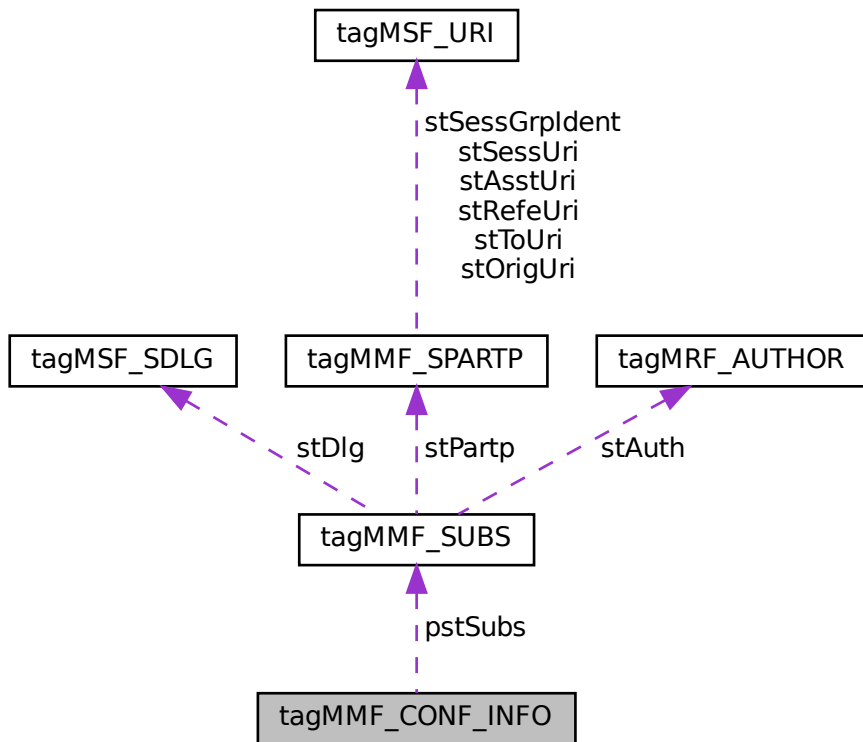 tagMSF_URI
stSessGrpIdent
stSessUri
stAsstUri
stRefeUri
stToUri
stOrigUri
tagMSF_SDLG
tagMMF_SPARTP
tagMRF_AUTHOR
stDlg
stPartp
stAuth
tagMMF_SUBS
pstSubs
tagMMF_CONF_INFO